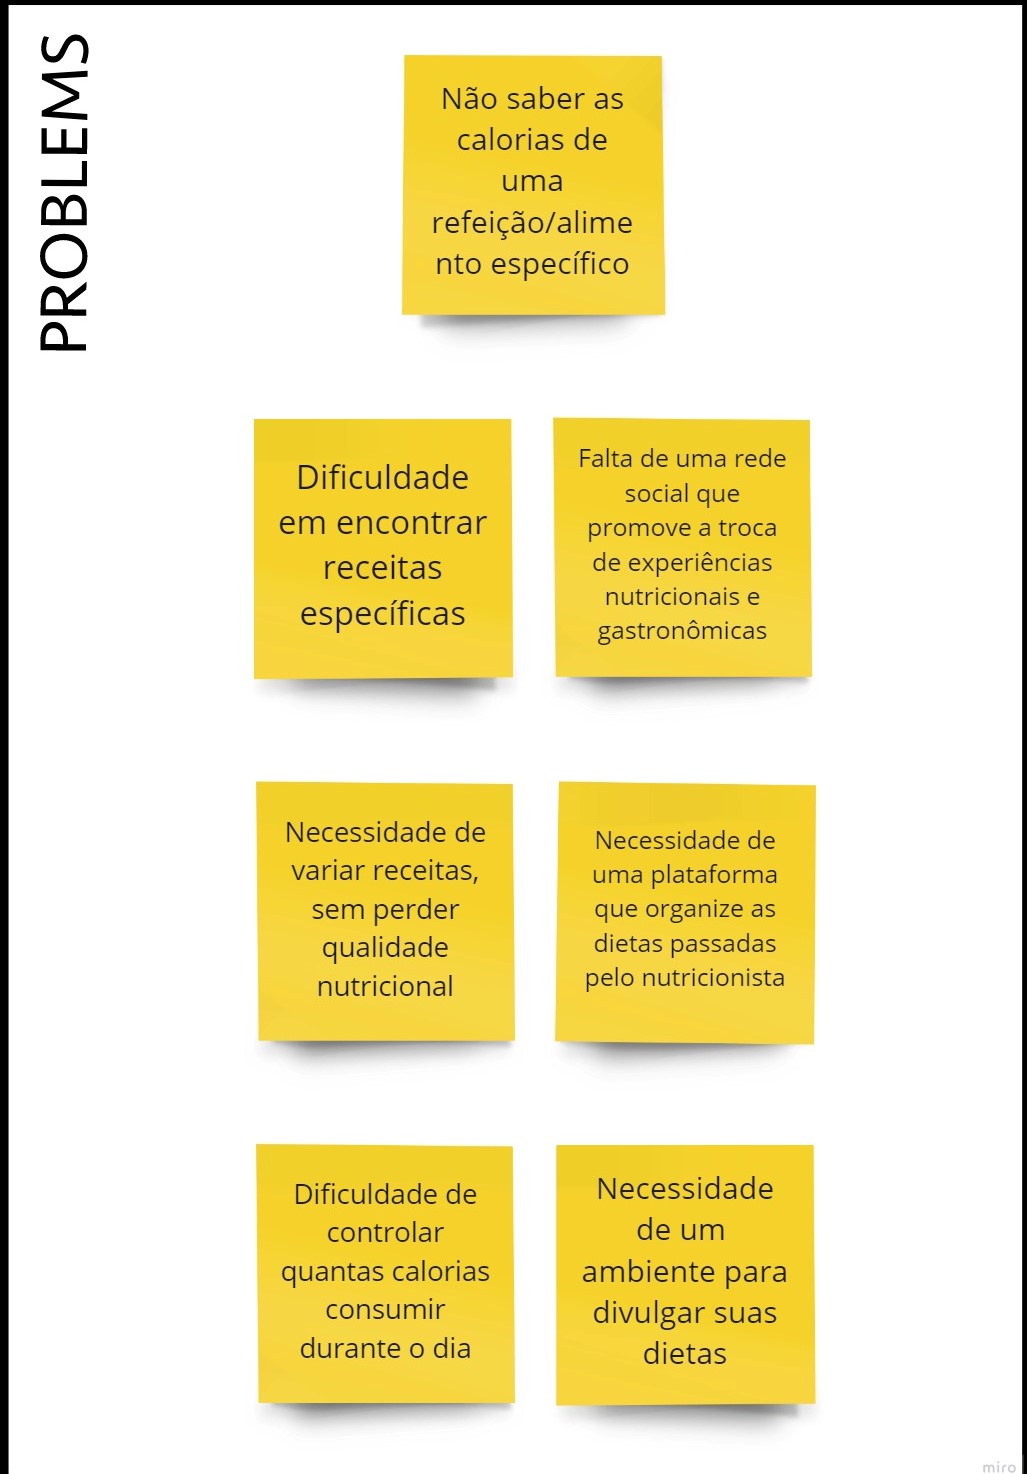 PROBLEMS
Não saber as
calorias de
uma
refeição/alime
nto específico
Dificuldade
em encontrar
receitas
específicas
Falta de uma rede
social que
promove a troca
de experiências
nutricionais e
gastronômicas
Necessidade de
variar receitas,
sem perder
qualidade
nutricional
Necessidade de
uma plataforma
que organize as
dietas passadas
pelo nutricionista
Dificuldade de
controlar
quantas calorias
consumir
durante o dia
Necessidade
de um
ambiente para
divulgar suas
dietas
miro